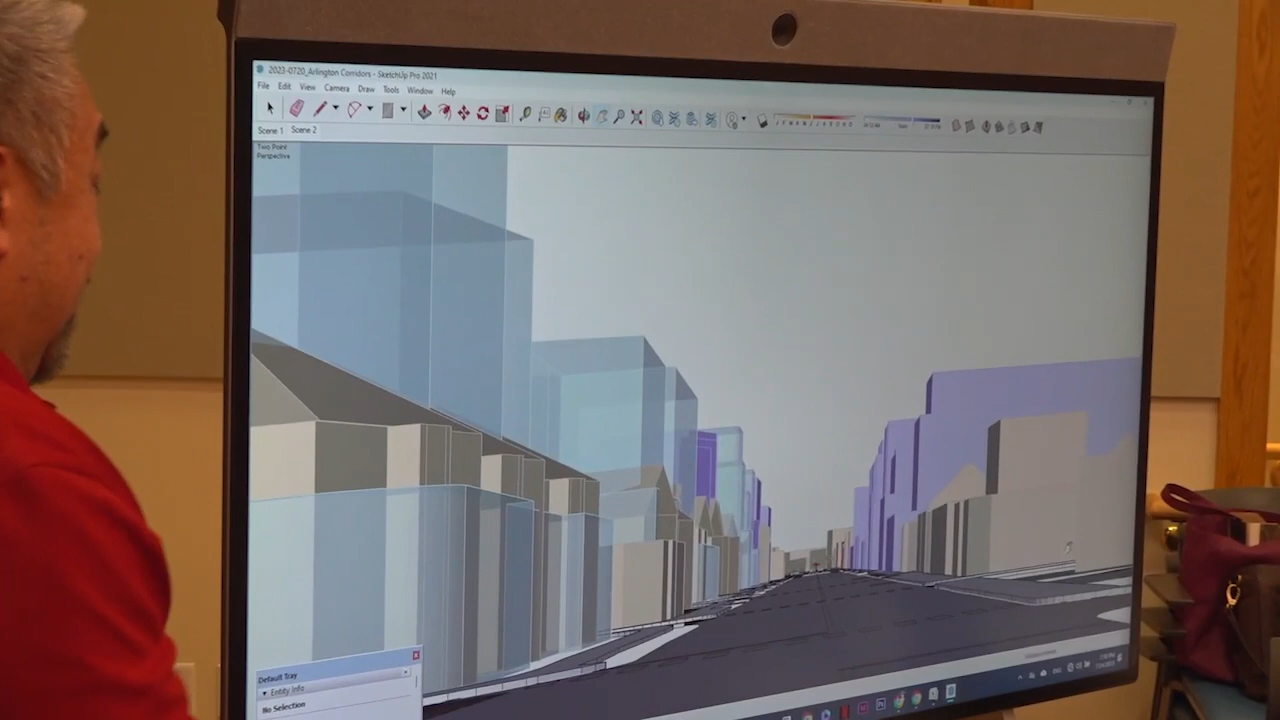 2023-0720_Arlington Corridors - SketchUp Pro 2021
File Edit View Camera Draw Tools Window Help
Scene 1 Scene 2
Two Point
Perspective
Default Tray
Entity Info
No Selection